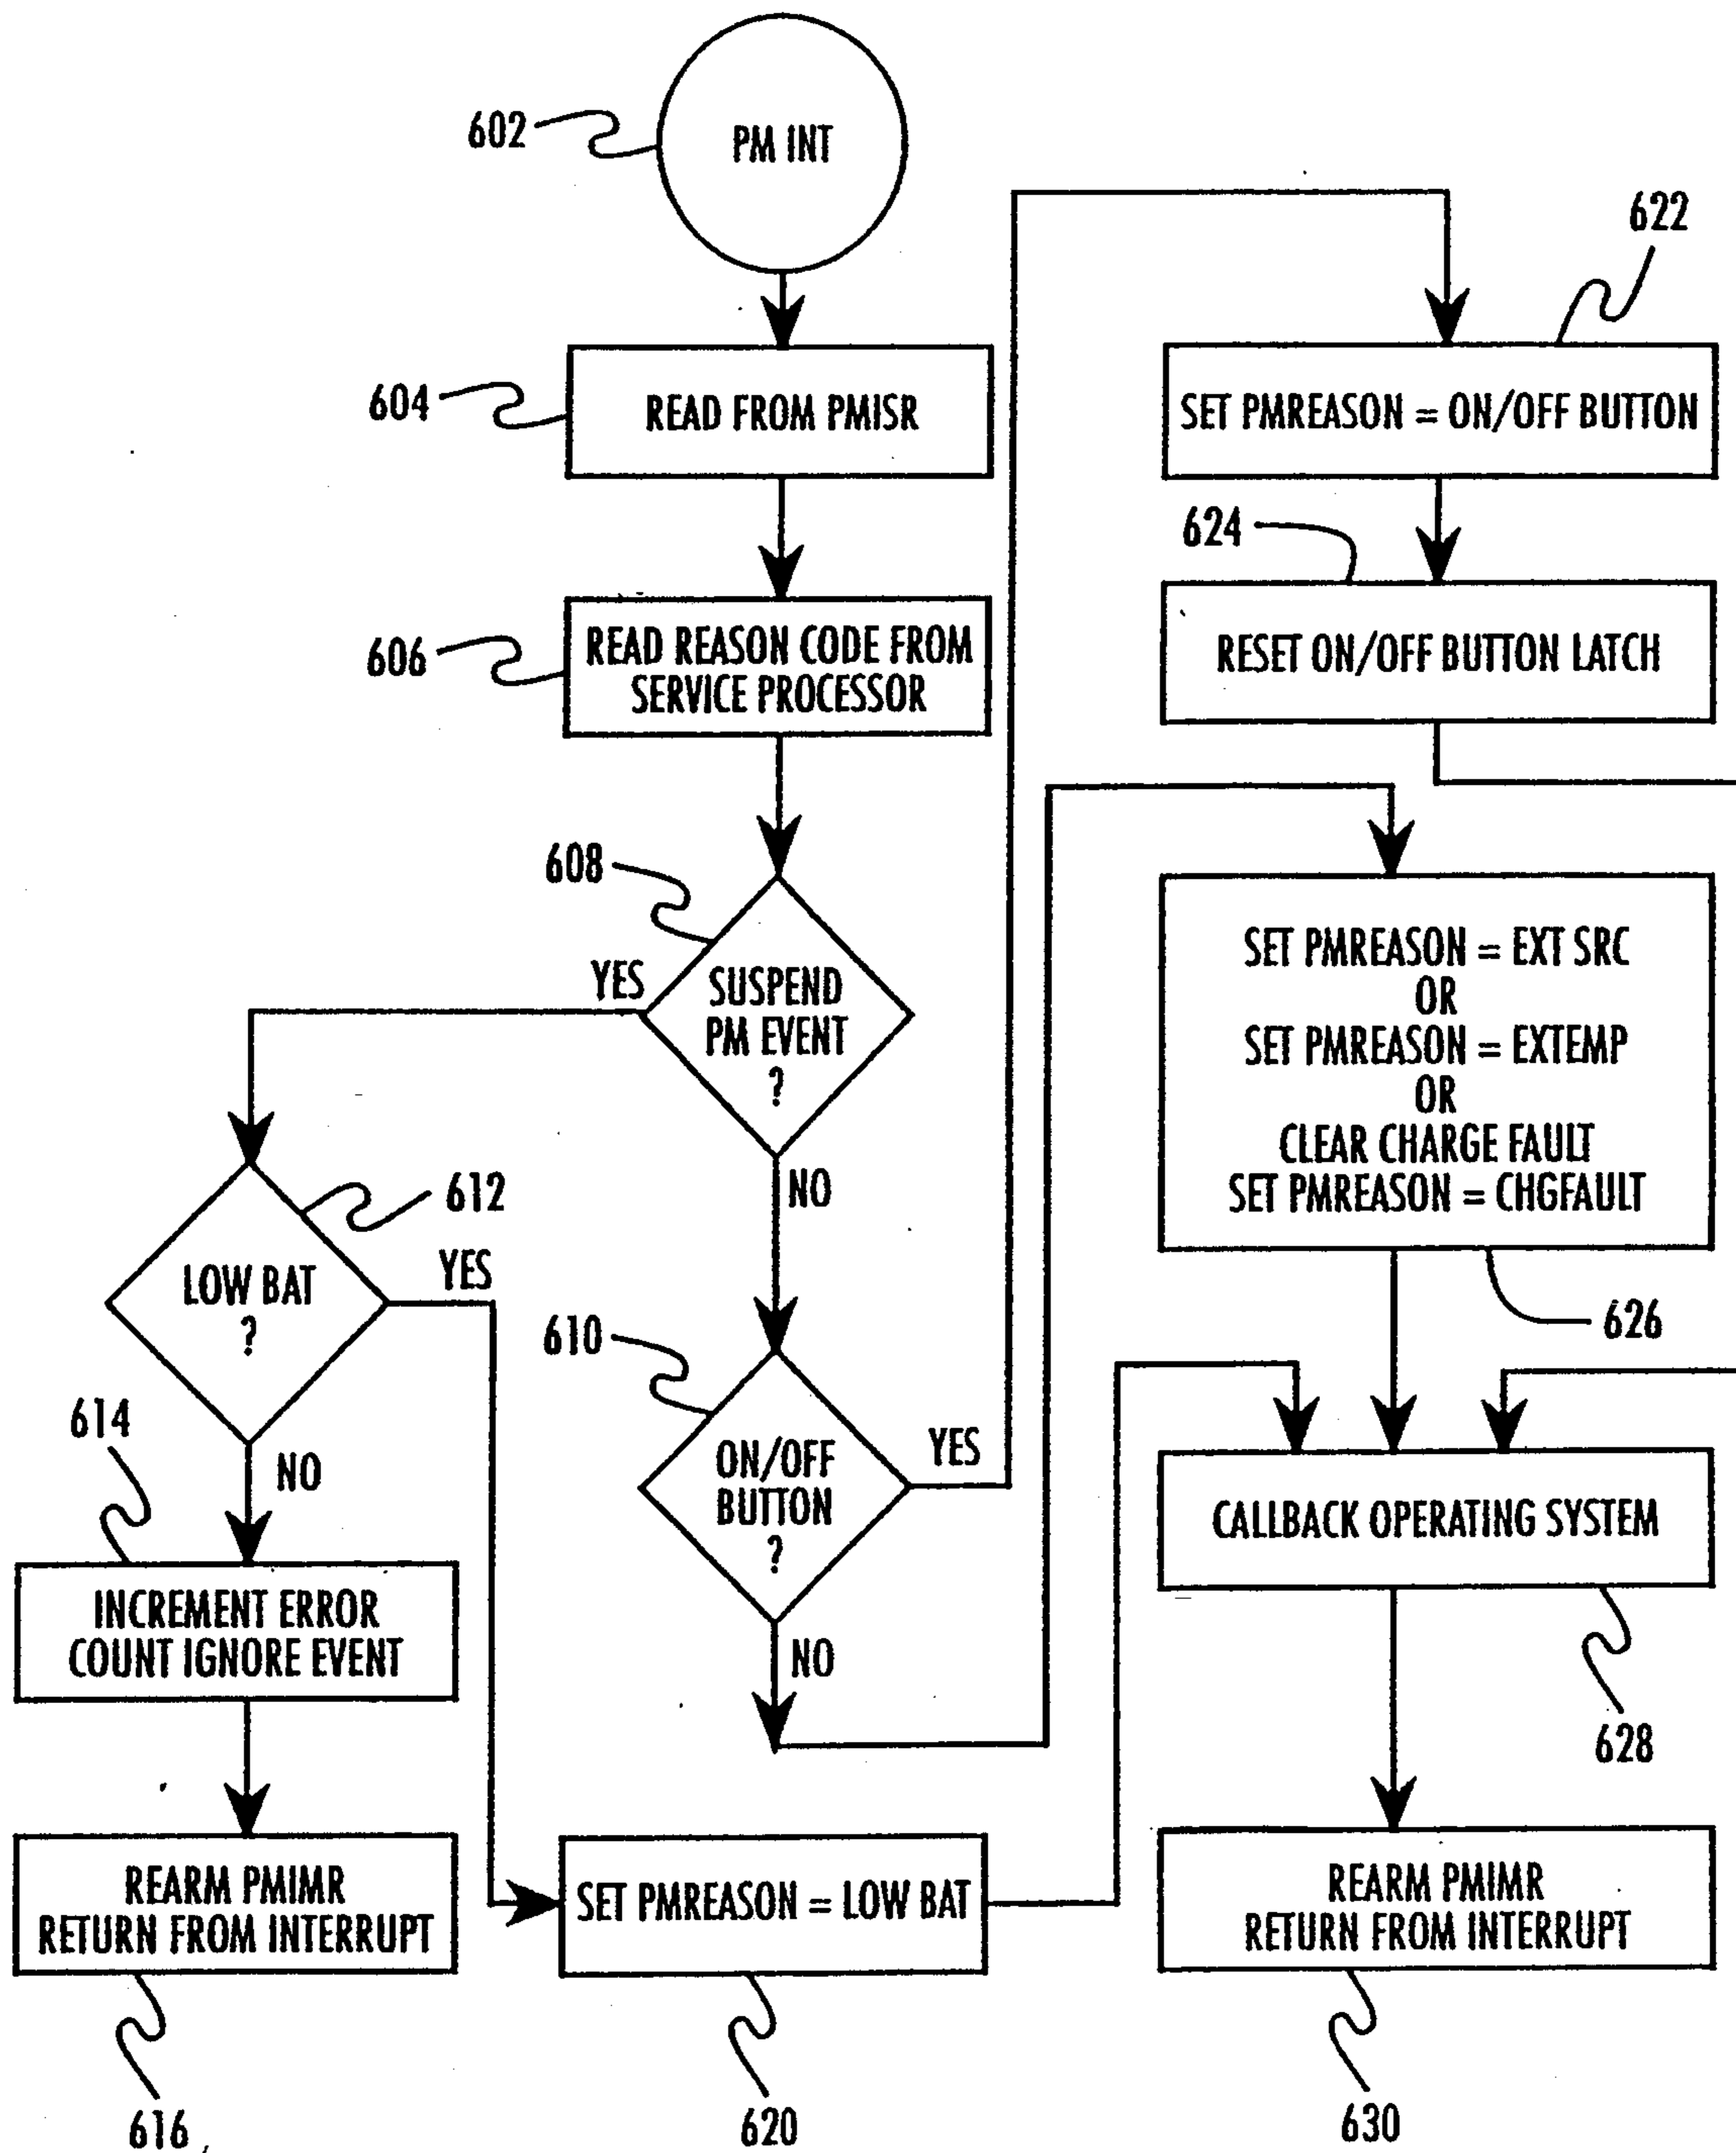 602
PM INT
622
604
READ FROM PMISR
SET PMREASON = ON/OFF BUTTON
624
606
READ REASON CODE FROM
SERVICE PROCESSOR
RESET ON/OFF BUTTON LATCH
608
YES
SUSPEND
PM EVENT
?
NO
SET PMREASON = EXT SRC
OR
SET PMREASON = EXTEMP
OR
CLEAR CHARGE FAULT
SET PMREASON = CHGFAULT
626
612
LOW BAT
?
YES
NO
610
ON/OFF
BUTTON
?
YES
NO
614
INCREMENT ERROR
COUNT IGNORE EVENT
CALLBACK OPERATING SYSTEM
628
REARM PMIMR
RETURN FROM INTERRUPT
616
SET PMREASON = LOW BAT
620
REARM PMIMR
RETURN FROM INTERRUPT
630